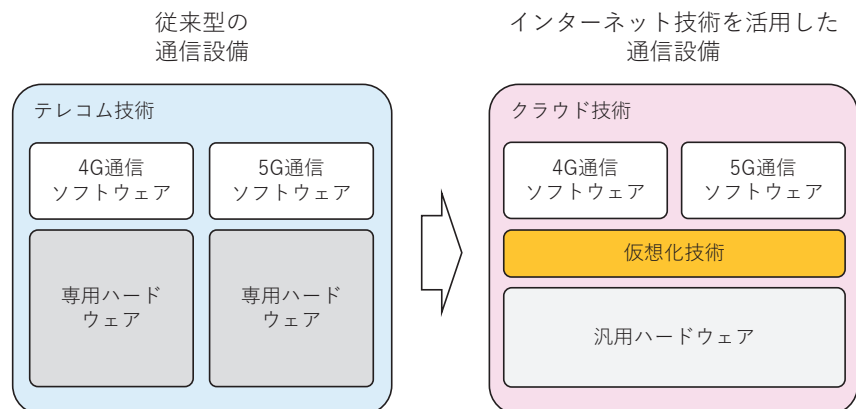 従来型の
通信設備
テレコム技術
4G通信
ソフトウェア
5G通信
ソフトウェア
専用ハード
ウェア
専用ハード
ウェア
インターネット技術を活用した
通信設備
クラウド技術
4G通信
ソフトウェア
5G通信
ソフトウェア
仮想化技術
汎用ハードウェア